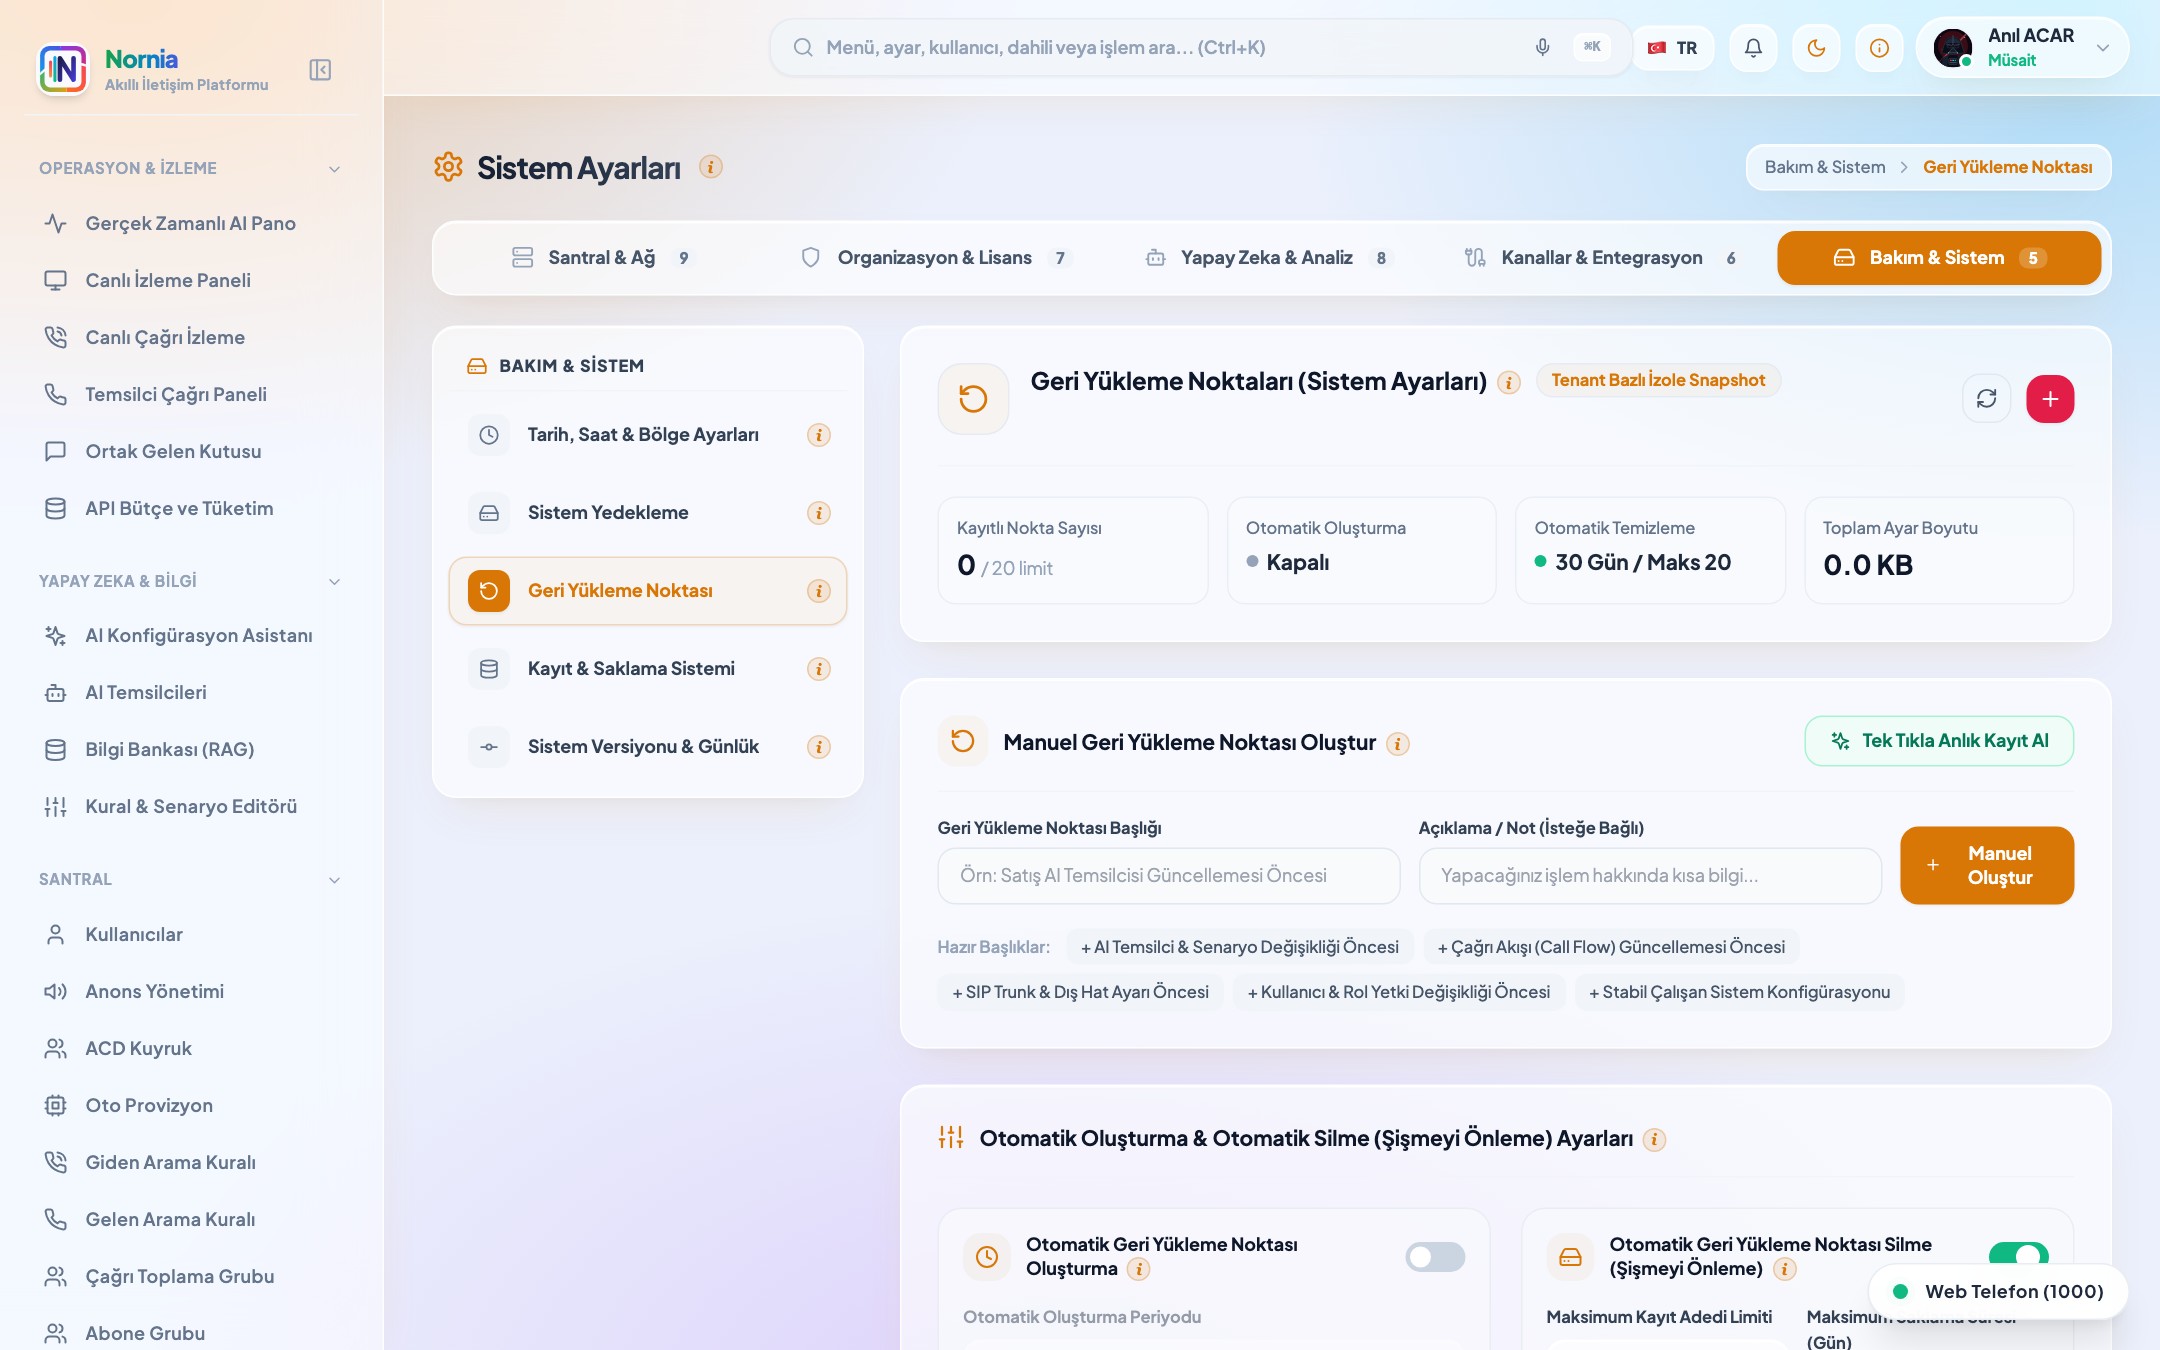 Nornia
Akıllı İletişim Platformu
Menü, ayar, kullanıcı, dahili veya işlem ara... (Ctrl+K)
⌘K
TR
Anıl ACAR
Müsait
OPERASYON & İZLEME
Gerçek Zamanlı AI Pano
Canlı İzleme Paneli
Canlı Çağrı İzleme
Temsilci Çağrı Paneli
Ortak Gelen Kutusu
API Bütçe ve Tüketim
YAPAY ZEKA & BİLGİ
AI Konfigürasyon Asistanı
AI Temsilcileri
Bilgi Bankası (RAG)
Kural & Senaryo Editörü
SANTRAL
Kullanıcılar
Anons Yönetimi
ACD Kuyruk
Oto Provizyon
Giden Arama Kuralı
Gelen Arama Kuralı
Çağrı Toplama Grubu
Abone Grubu
Sistem Ayarları
Bakım & Sistem > Geri Yükleme Noktası
Santral & Ağ 9
Organizasyon & Lisans 7
Yapay Zeka & Analiz 8
Kanallar & Entegrasyon 6
Bakım & Sistem 5
BAKIM & SİSTEM
Tarih, Saat & Bölge Ayarları
Sistem Yedekleme
Geri Yükleme Noktası
Kayıt & Saklama Sistemi
Sistem Versiyonu & Günlük
Geri Yükleme Noktaları (Sistem Ayarları)
Tenant Bazlı İzole Snapshot
Kayıtlı Nokta Sayısı
0 / 20 limit
Otomatik Oluşturma
Kapalı
Otomatik Temizleme
30 Gün / Maks 20
Toplam Ayar Boyutu
0.0 KB
Manuel Geri Yükleme Noktası Oluştur
Tek Tıkla Anlık Kayıt Al
Geri Yükleme Noktası Başlığı
Örn: Satış AI Temsilcisi Güncellemesi Öncesi
Açıklama / Not (İsteğe Bağlı)
Yapacağınız işlem hakkında kısa bilgi...
+ Manuel
Oluştur
Hazır Başlıklar:
+ AI Temsilci & Senaryo Değişikliği Öncesi
+ Çağrı Akışı (Call Flow) Güncellemesi Öncesi
+ SIP Trunk & Dış Hat Ayarı Öncesi
+ Kullanıcı & Rol Yetki Değişikliği Öncesi
+ Stabil Çalışan Sistem Konfigürasyonu
Otomatik Oluşturma & Otomatik Silme (Şişmeyi Önleme) Ayarları
Otomatik Geri Yükleme Noktası
Oluşturma
Otomatik Oluşturma Periyodu
Otomatik Geri Yükleme Noktası Silme
(Şişmeyi Önleme)
Maksimum Kayıt Adedi Limiti
Maksimum Saklama Süresi
(Gün)
Web Telefon (1000)